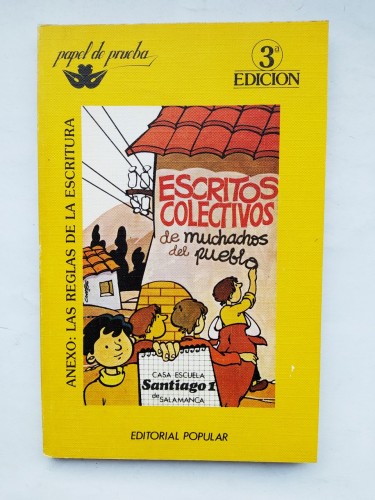 papel de prueba
3ª
EDICION
ANEXO: LAS REGLAS DE LA ESCRITURA
ESCRITOS
COLECTIVOS
de muchachos
del pueblo
CASA ESCUELA
Santiago 1
de SALAMANCA
EDITORIAL POPULAR